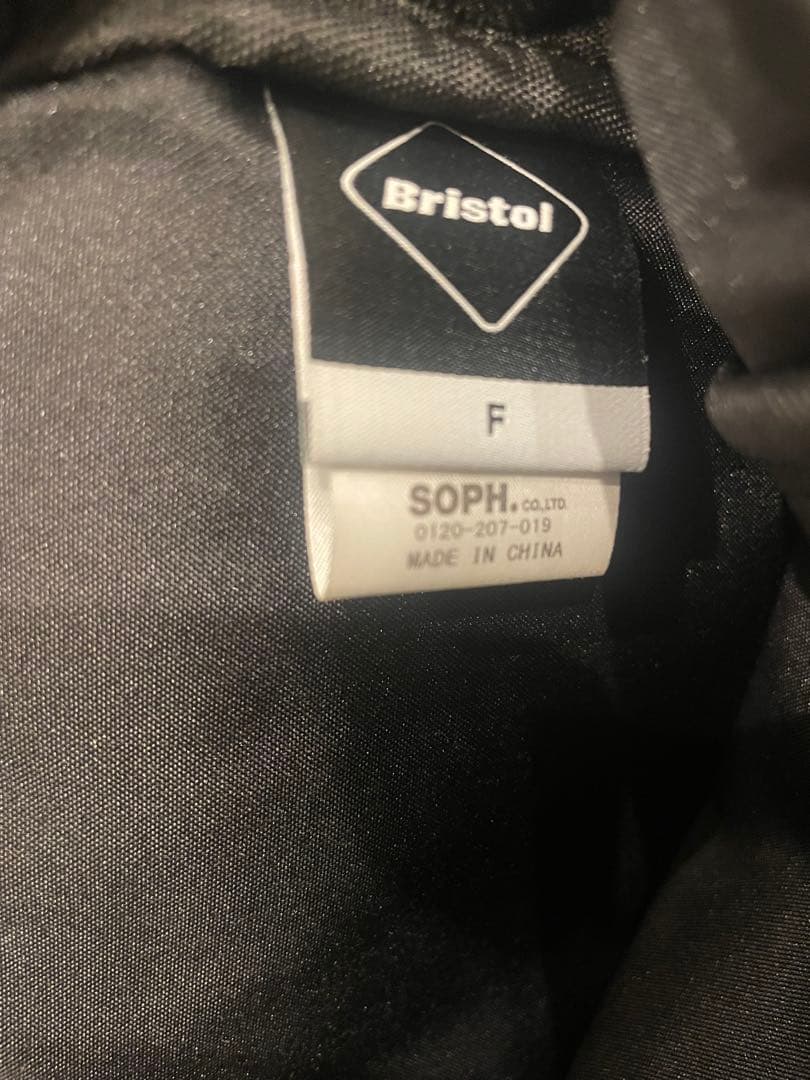 Bristol
F
SOPH. CO.,LTD.
0120-207-019
MADE IN CHINA